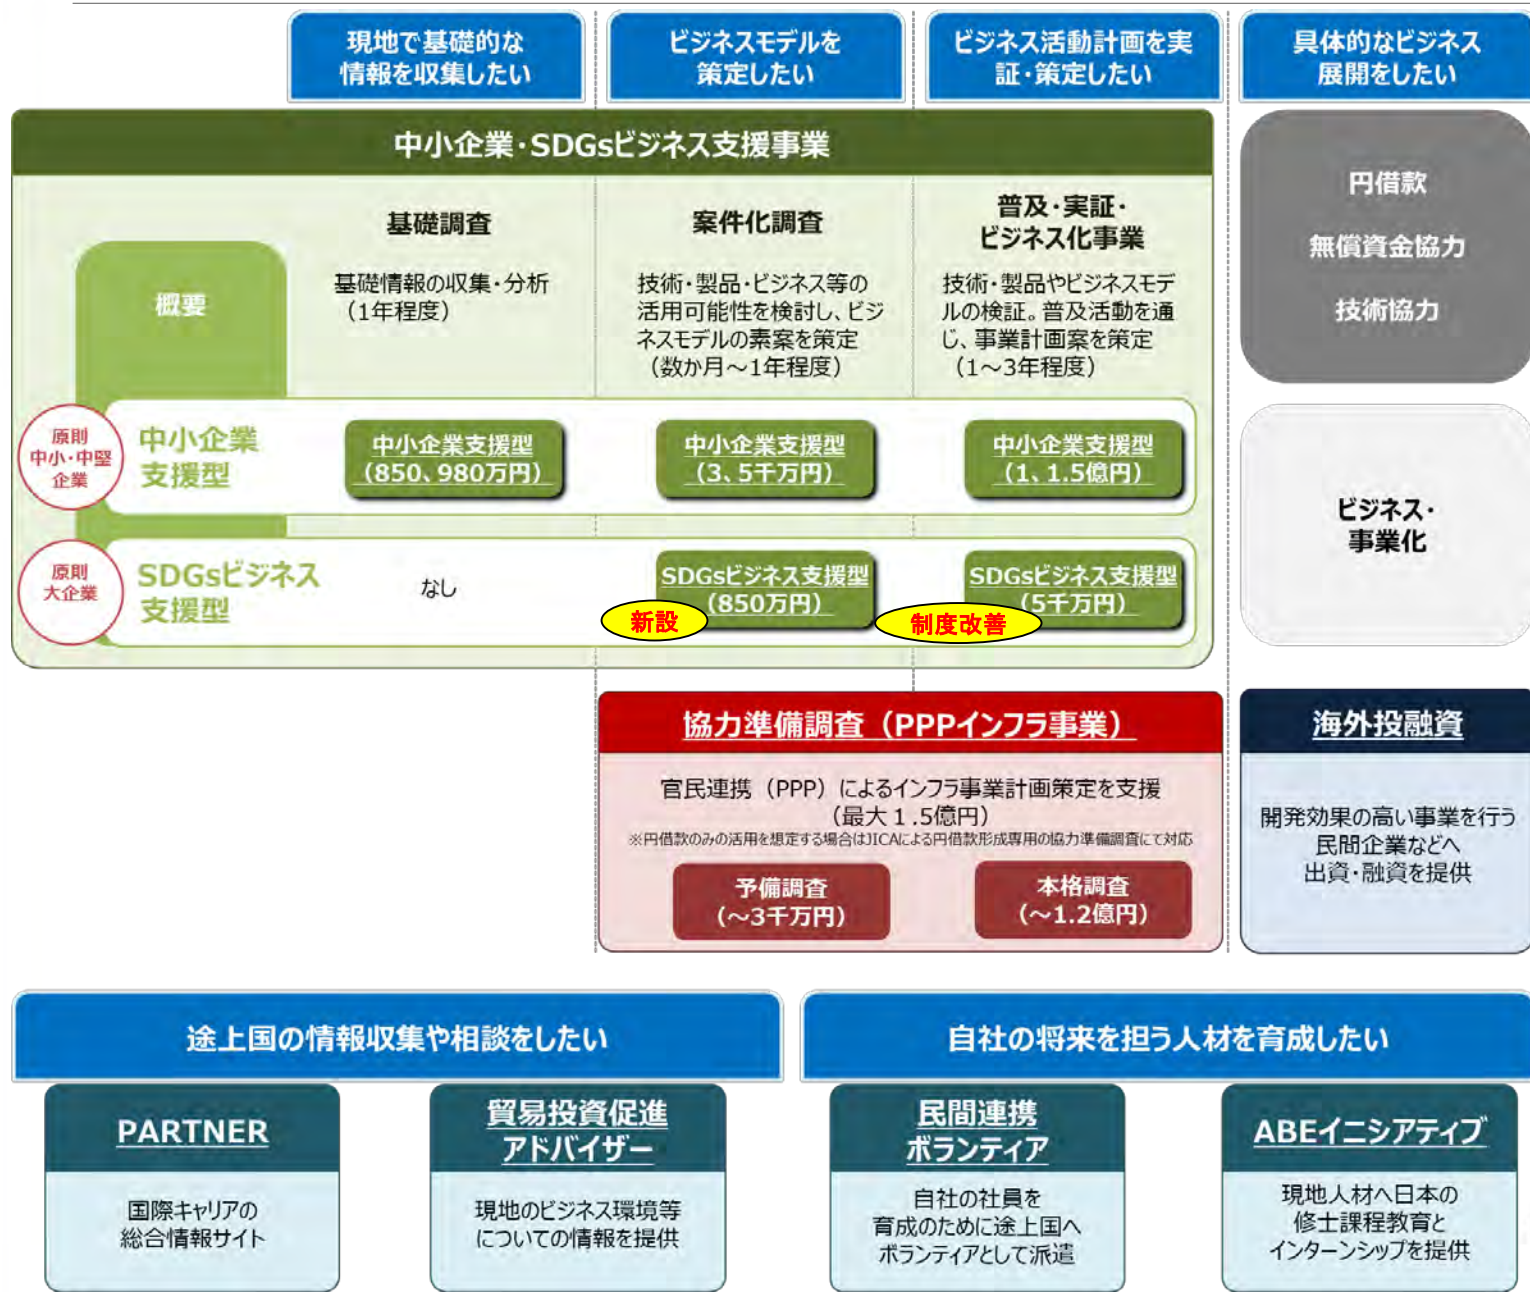 現地で基礎的な
情報を収集したい
ビジネスモデルを
策定したい
ビジネス活動計画を実
証・策定したい
具体的なビジネス
展開をしたい
中小企業・SDGsビジネス支援事業
円借款
無償資金協力
技術協力
概要
基礎調査
基礎情報の収集・分析
（1年程度）
案件化調査
技術・製品・ビジネス等の
活用可能性を検討し、ビジ
ネスモデルの素案を策定
（数か月～1年程度）
普及・実証・
ビジネス化事業
技術・製品やビジネスモデ
ルの検証。普及活動を通
じ、事業計画案を策定
（1～3年程度）
原則
中小・中堅
企業
中小企業
支援型
中小企業支援型
（850、980万円）
中小企業支援型
（3、5千万円）
中小企業支援型
（1、1.5億円）
ビジネス・
事業化
原則
大企業
SDGsビジネス
支援型
なし
SDGsビジネス支援型
（850万円）
新設
SDGsビジネス支援型
（5千万円）
制度改善
協力準備調査（PPPインフラ事業）
官民連携（PPP）によるインフラ事業計画策定を支援
（最大１.5億円）
※円借款のみの活用を想定する場合はJICAによる円借款形成専用の協力準備調査にて対応
予備調査
（～3千万円）
本格調査
（～1.2億円）
海外投融資
開発効果の高い事業を行う
民間企業などへ
出資・融資を提供
途上国の情報収集や相談をしたい
自社の将来を担う人材を育成したい
PARTNER
国際キャリアの
総合情報サイト
貿易投資促進
アドバイザー
現地のビジネス環境等
についての情報を提供
民間連携
ボランティア
自社の社員を
育成のために途上国へ
ボランティアとして派遣
ABEイニシアティブ
現地人材へ日本の
修士課程教育と
インターンシップを提供